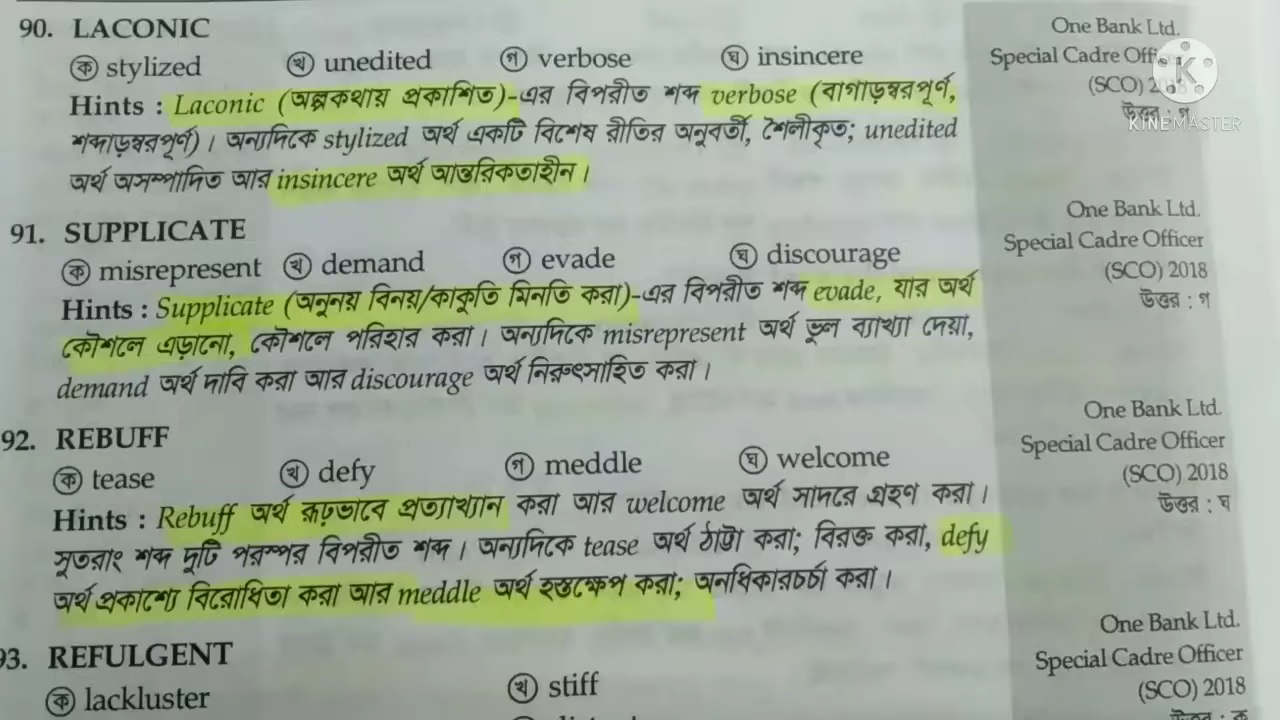 90. LACONIC
One Bank Ltd.
ক stylized খ unedited গ verbose ঘ insincere
Special Cadre Offi
Hints : Laconic (অল্পকথায় প্রকাশিত)-এর বিপরীত শব্দ verbose (বাগাড়ম্বরপূর্ণ,
(SCO) 2018
শব্দাড়ম্বরপূর্ণ)। অন্যদিকে stylized অর্থ একটি বিশেষ রীতির অনুবর্তী, শৈলীকৃত; unedited
উত্তর : গ
K
KINEMASTER
অর্থ অসম্পাদিত আর insincere অর্থ আন্তরিকতাহীন।
91. SUPPLICATE
One Bank Ltd.
ক misrepresent খ demand গ evade ঘ discourage
Special Cadre Officer
Hints : Supplicate (অনুনয় বিনয়/কাকুতি মিনতি করা)-এর বিপরীত শব্দ evade, যার অর্থ
(SCO) 2018
কৌশলে এড়ানো, কৌশলে পরিহার করা। অন্যদিকে misrepresent অর্থ ভুল ব্যাখ্যা দেয়া,
উত্তর : গ
demand অর্থ দাবি করা আর discourage অর্থ নিরুৎসাহিত করা।
92. REBUFF
One Bank Ltd.
ক tease খ defy গ meddle ঘ welcome
Special Cadre Officer
Hints : Rebuff অর্থ রূঢ়ভাবে প্রত্যাখ্যান করা আর welcome অর্থ সাদরে গ্রহণ করা।
(SCO) 2018
সুতরাং শব্দ দুটি পরস্পর বিপরীত শব্দ। অন্যদিকে tease অর্থ ঠাট্টা করা; বিরক্ত করা, defy
উত্তর : ঘ
অর্থ প্রকাশ্যে বিরোধিতা করা আর meddle অর্থ হস্তক্ষেপ করা; অনধিকারচর্চা করা।
93. REFULGENT
One Bank Ltd.
ক lackluster খ stiff
Special Cadre Officer
(SCO) 2018
উত্তর : ক